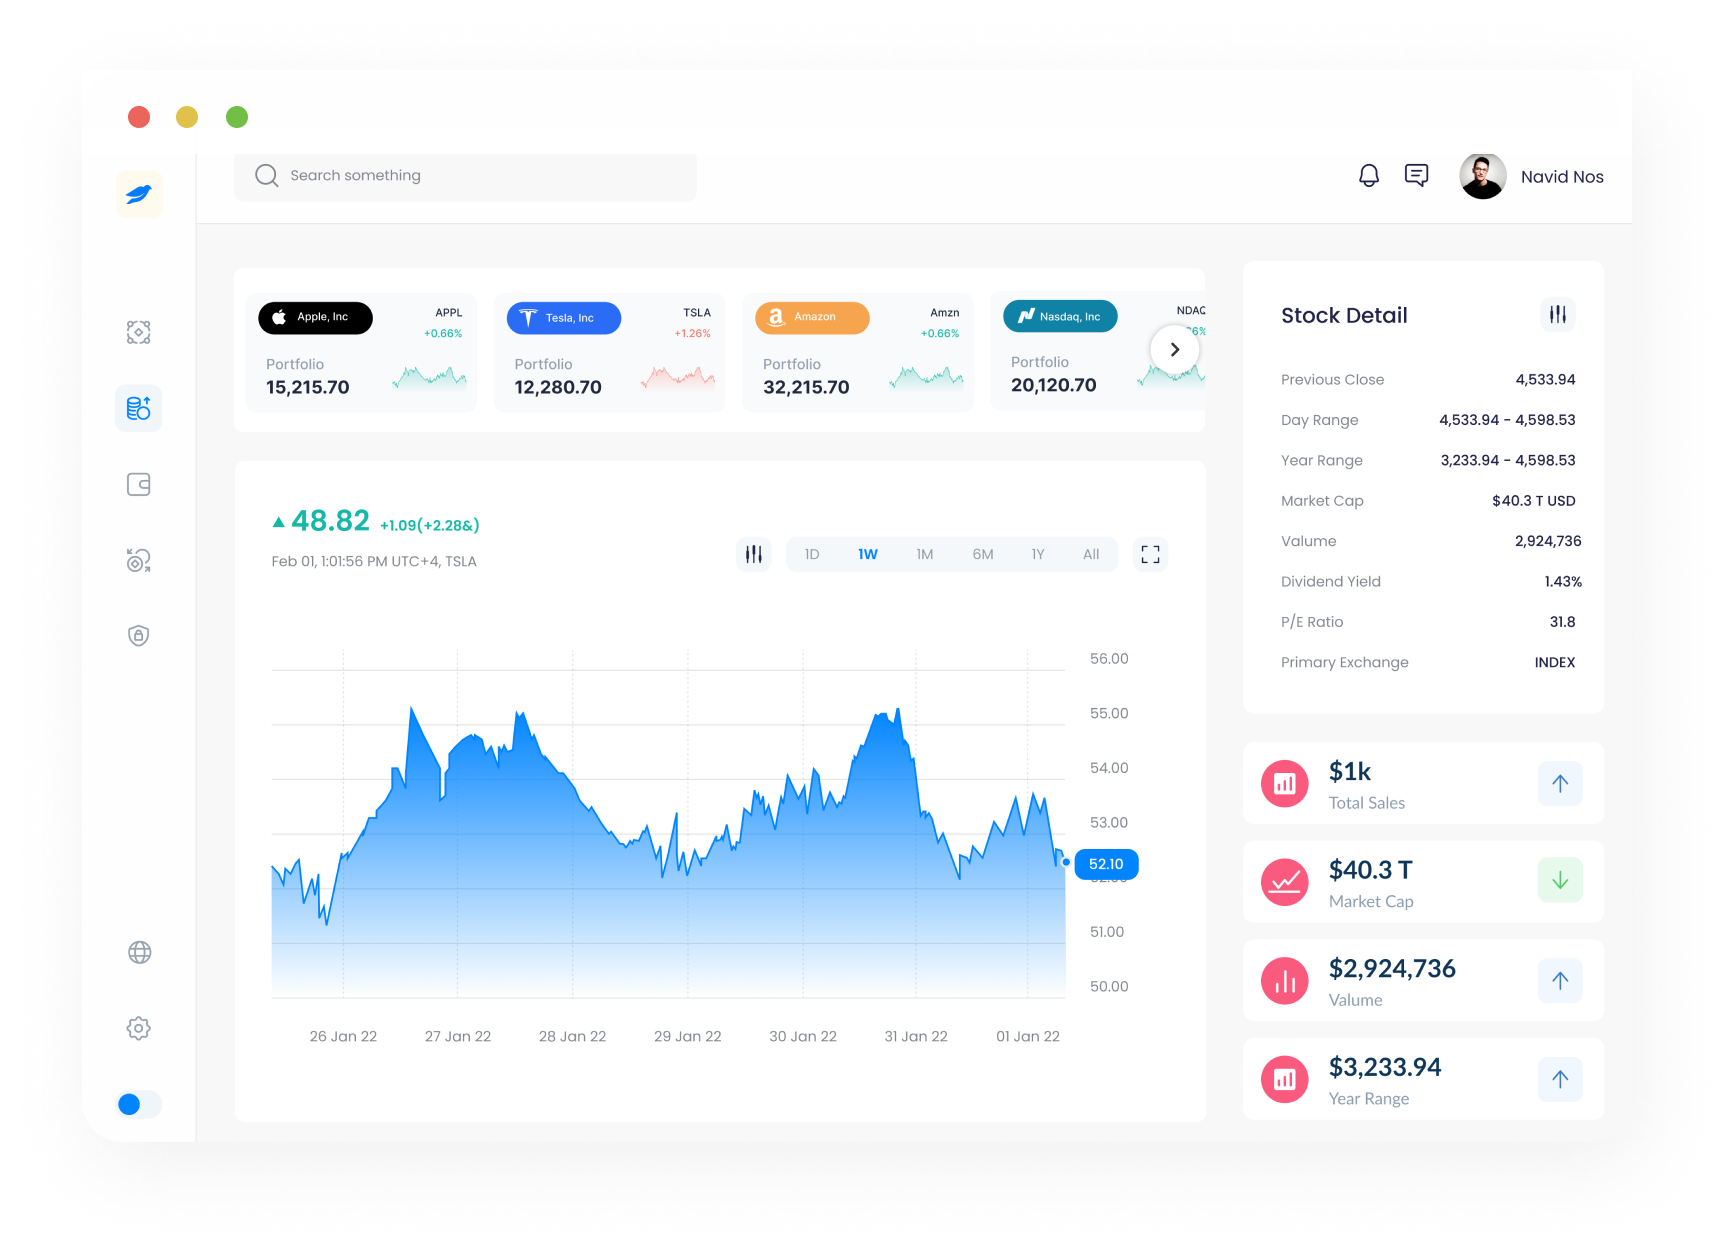 Search something
Navid Nos
Apple, Inc
APPL
+0.66%
Portfolio
15,215.70
Tesla, Inc
TSLA
+1.26%
Portfolio
12,280.70
a
Amazon
Amzn
+0.66%
Portfolio
32,215.70
Nasdaq, Inc
NDAQ
6%
Portfolio
20,120.70
48.82 +1.09(+2.28&)
Feb 01, 1:01:56 PM UTC+4, TSLA
1D 1W 1M 6M 1Y All
56.00
55.00
54.00
53.00
52.10
52.00
51.00
50.00
26 Jan 22 27 Jan 22 28 Jan 22 29 Jan 22 30 Jan 22 31 Jan 22 01 Jan 22
Stock Detail
Previous Close 4,533.94
Day Range 4,533.94 - 4,598.53
Year Range 3,233.94 - 4,598.53
Market Cap $40.3 T USD
Valume 2,924,736
Dividend Yield 1.43%
P/E Ratio 31.8
Primary Exchange INDEX
$1k
Total Sales
$40.3 T
Market Cap
$2,924,736
Valume
$3,233.94
Year Range